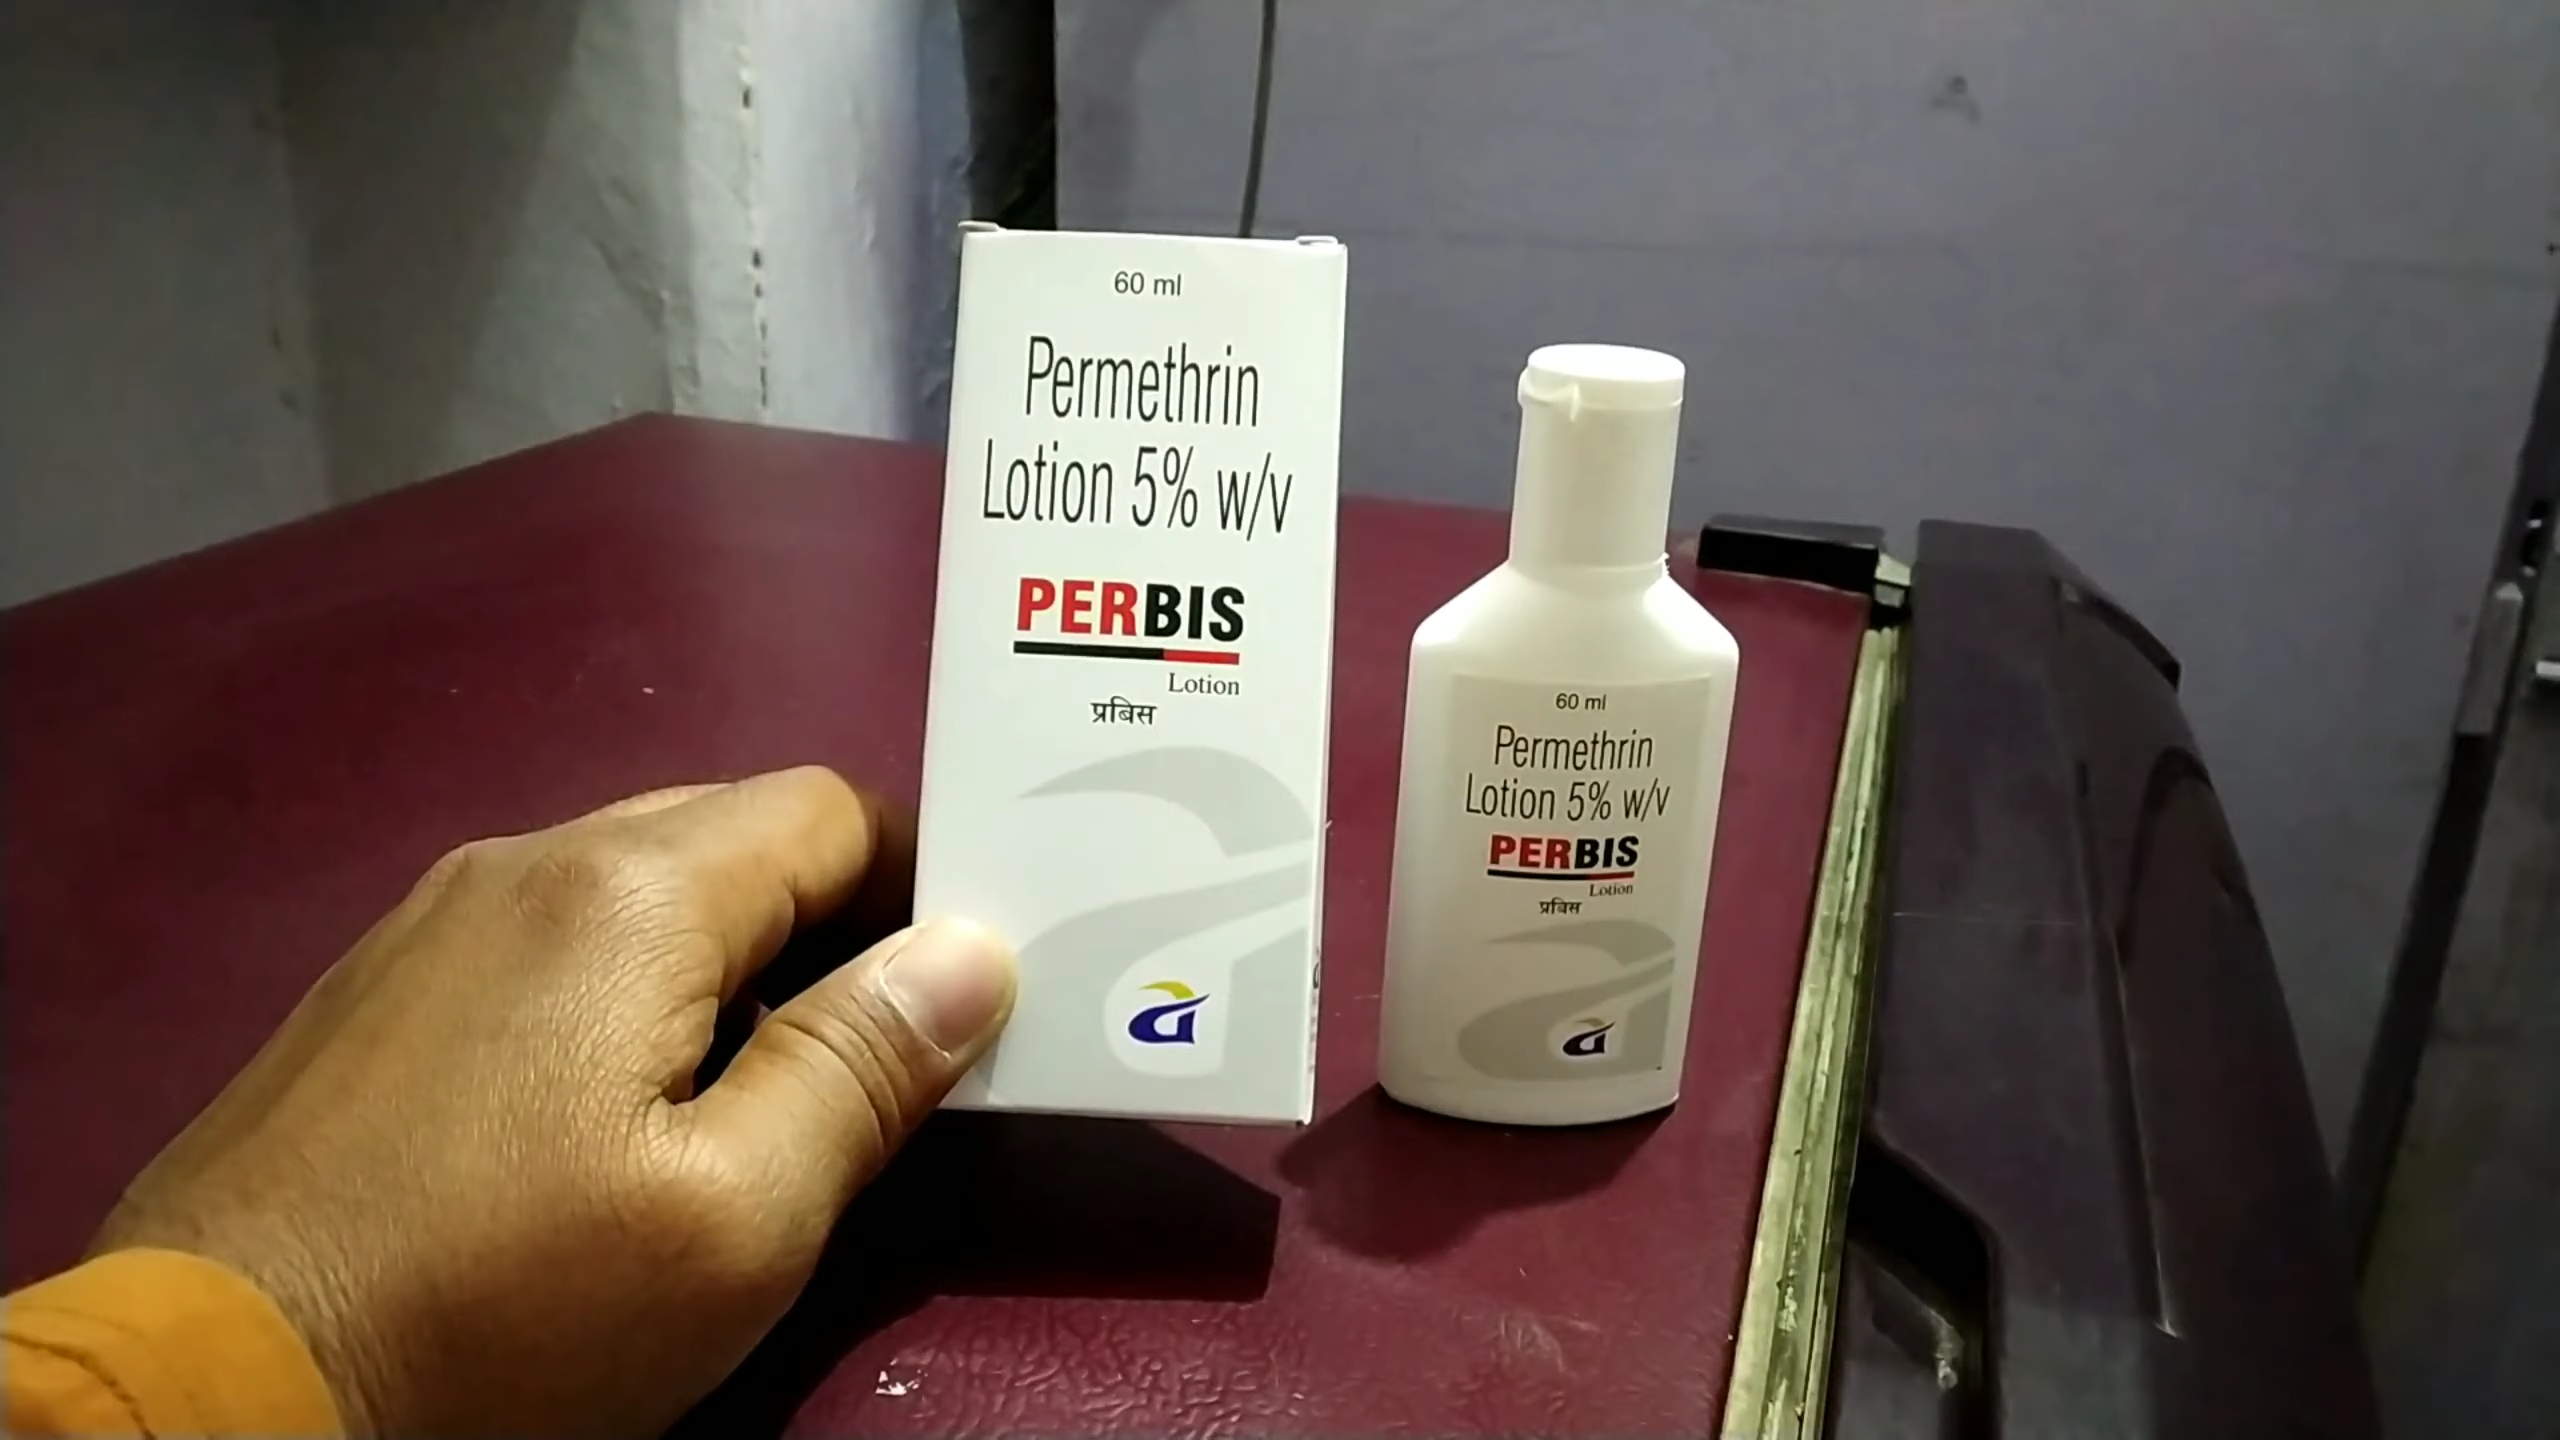 60 ml
Permethrin
Lotion 5% w/v
PERBIS
Lotion
प्रबिस
60 ml
Permethrin
Lotion 5% w/v
PERBIS
Lotion
प्रबिस